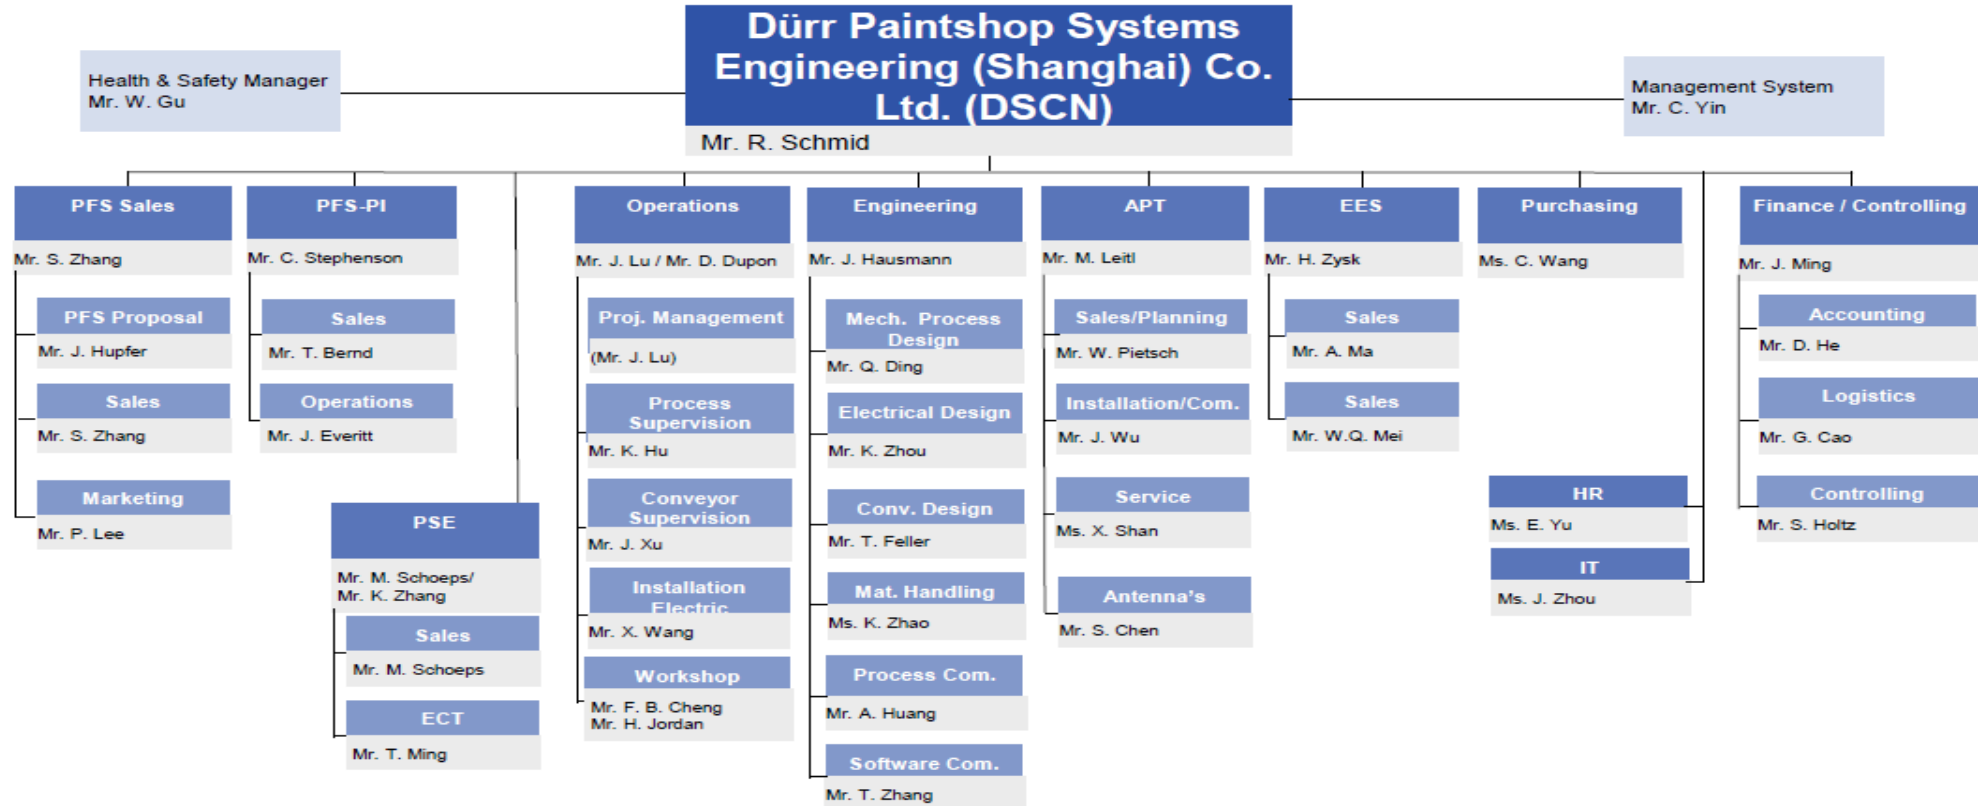 Dürr Paintshop Systems
Engineering (Shanghai) Co.
Ltd. (DSCN)
Mr. R. Schmid
Health & Safety Manager
Mr. W. Gu
Management System
Mr. C. Yin
PFS Sales
Mr. S. Zhang
PFS Proposal
Mr. J. Hupfer
Sales
Mr. S. Zhang
Marketing
Mr. P. Lee
PFS-PI
Mr. C. Stephenson
Sales
Mr. T. Bernd
Operations
Mr. J. Everitt
PSE
Mr. M. Schoeps/
Mr. K. Zhang
Sales
Mr. M. Schoeps
ECT
Mr. T. Ming
Operations
Mr. J. Lu / Mr. D. Dupon
Proj. Management
(Mr. J. Lu)
Process
Supervision
Mr. K. Hu
Conveyor
Supervision
Mr. J. Xu
Installation
Electric
Mr. X. Wang
Workshop
Mr. F. B. Cheng
Mr. H. Jordan
Engineering
Mr. J. Hausmann
Mech. Process
Design
Mr. Q. Ding
Electrical Design
Mr. K. Zhou
Conv. Design
Mr. T. Feller
Mat. Handling
Ms. K. Zhao
Process Com.
Mr. A. Huang
Software Com.
Mr. T. Zhang
APT
Mr. M. Leitl
Sales/Planning
Mr. W. Pietsch
Installation/Com.
Mr. J. Wu
Service
Ms. X. Shan
Antenna's
Mr. S. Chen
EES
Mr. H. Zysk
Sales
Mr. A. Ma
Sales
Mr. W.Q. Mei
Purchasing
Ms. C. Wang
HR
Ms. E. Yu
IT
Ms. J. Zhou
Finance / Controlling
Mr. J. Ming
Accounting
Mr. D. He
Logistics
Mr. G. Cao
Controlling
Mr. S. Holtz